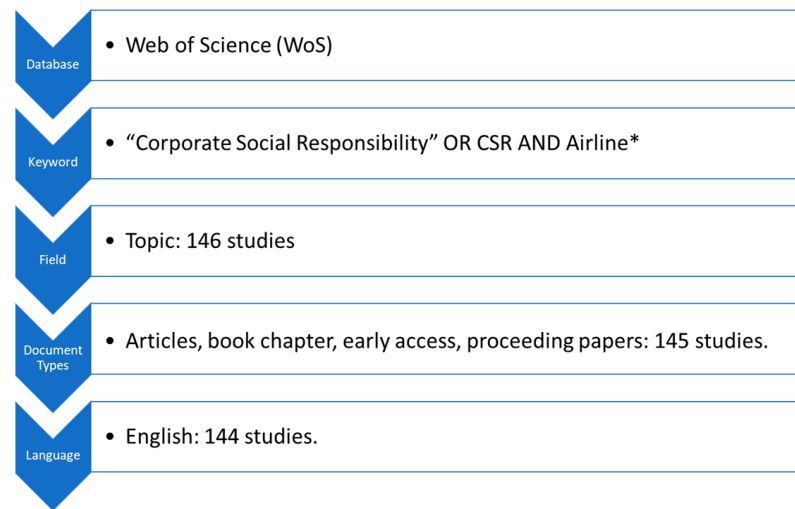 Database
• Web of Science (WoS)
Keyword
• “Corporate Social Responsibility” OR CSR AND Airline*
Field
• Topic: 146 studies
Document
Types
• Articles, book chapter, early access, proceeding papers: 145 studies.
Language
• English: 144 studies.